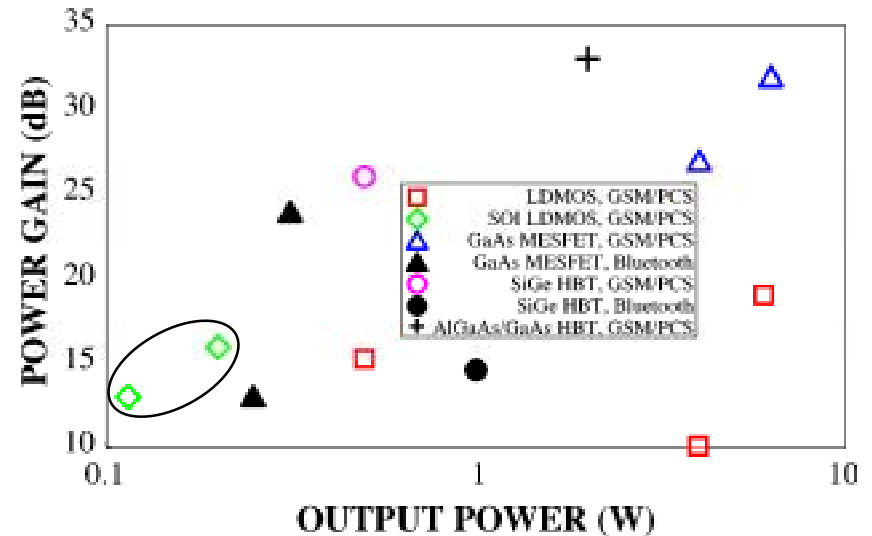 35
30
25
20
15
10
0.1
1
10
POWER GAIN (dB)
OUTPUT POWER (W)
LDMOS, GSM/PCS
SOI LDMOS, GSM/PCS
GaAs MESFET, GSM/PCS
GaAs MESFET, Bluetooth
SiGe HBT, GSM/PCS
SiGe HBT, Bluetooth
AlGaAs/GaAs HBT, GSM/PCS